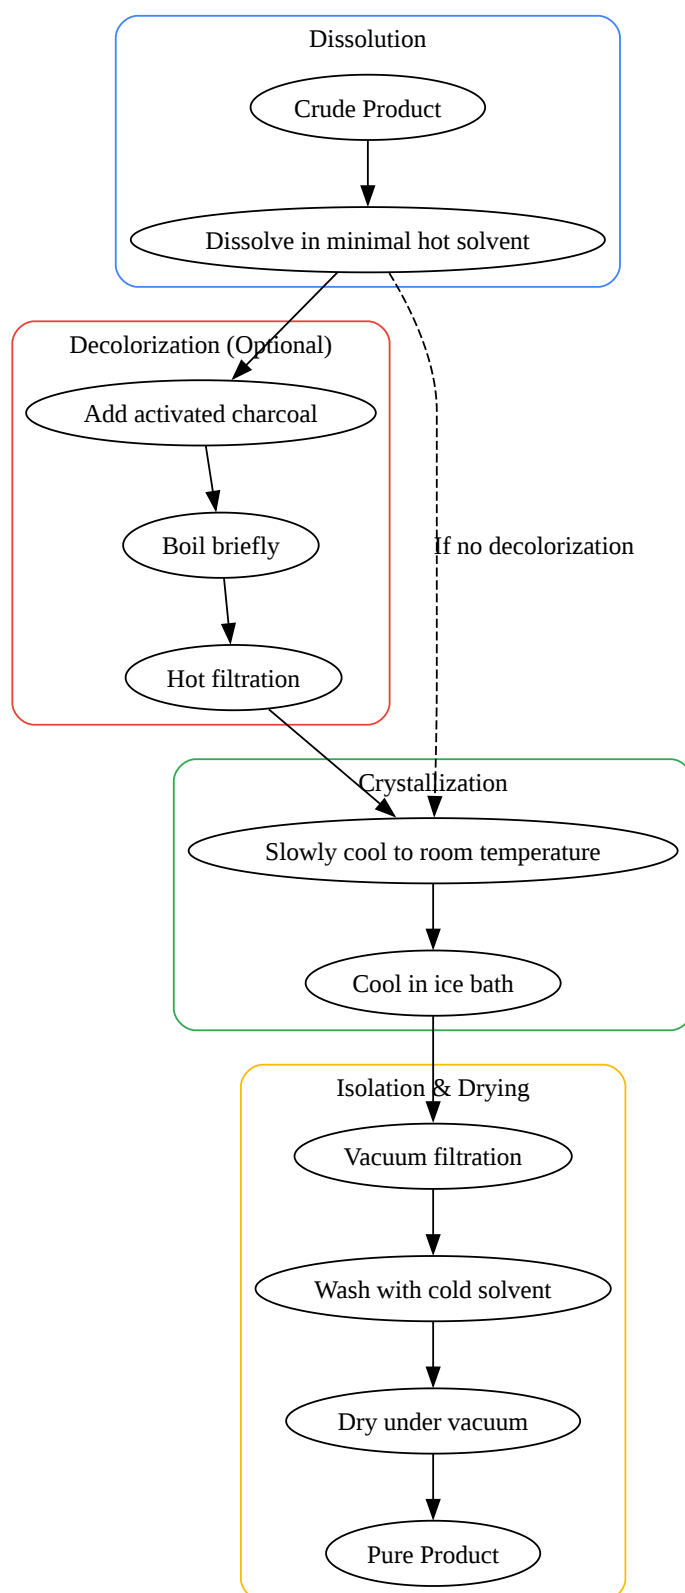 Dissolution
Crude Product
Dissolve in minimal hot solvent
Decolorization (Optional)
Add activated charcoal
Boil briefly
If no decolorization
Hot filtration
Crystallization
Slowly cool to room temperature
Cool in ice bath
Isolation & Drying
Vacuum filtration
Wash with cold solvent
Dry under vacuum
Pure Product